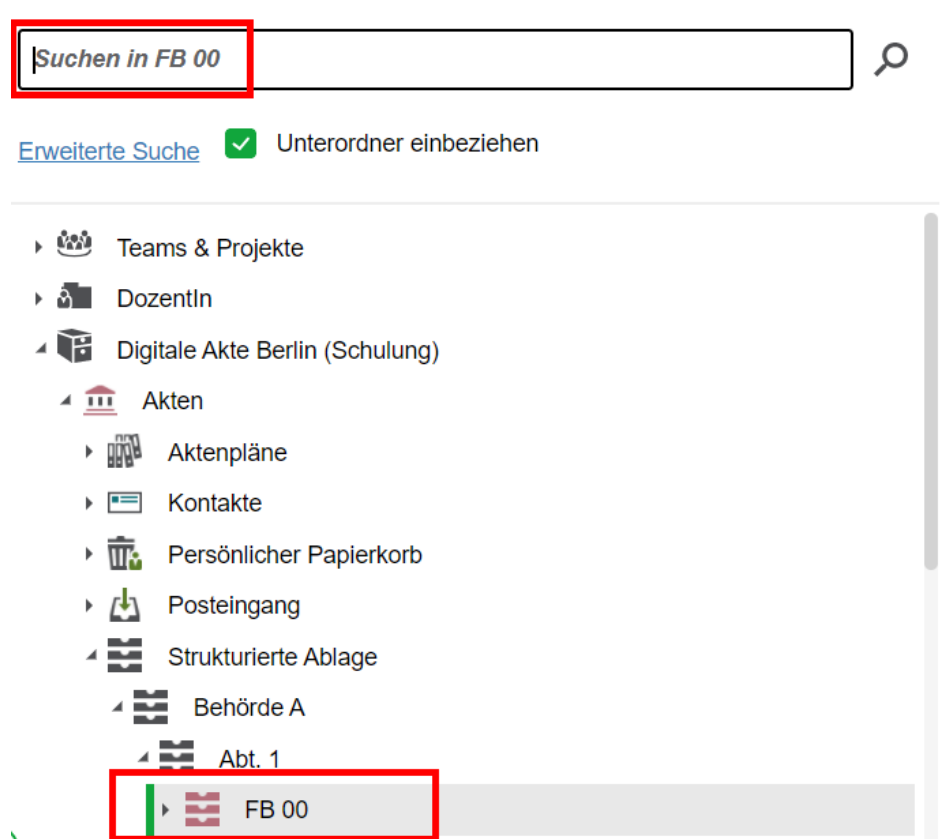 Suchen in FB 00
Erweiterte Suche Unterordner einbeziehen
Teams & Projekte
DozentIn
Digitale Akte Berlin (Schulung)
Akten
Aktenpläne
Kontakte
Persönlicher Papierkorb
Posteingang
Strukturierte Ablage
Behörde A
Abt. 1
FB 00